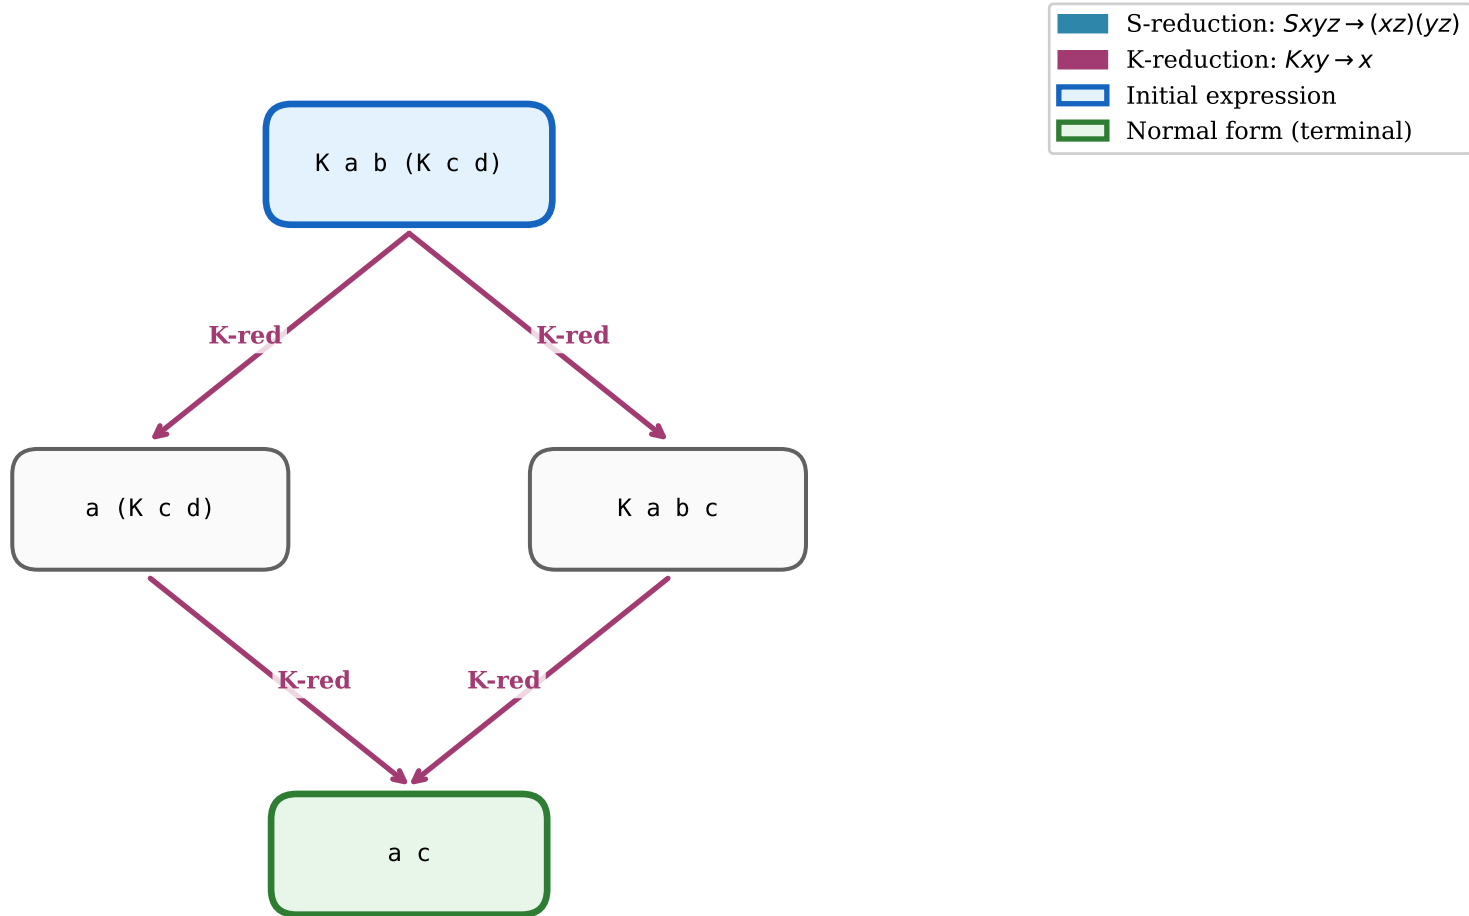 S-reduction: Sxyz → (xz)(yz)
K-reduction: Kxy → x
Initial expression
Normal form (terminal)
K a b (K c d)
K-red
K-red
a (K c d)
K a b c
K-red
K-red
a c